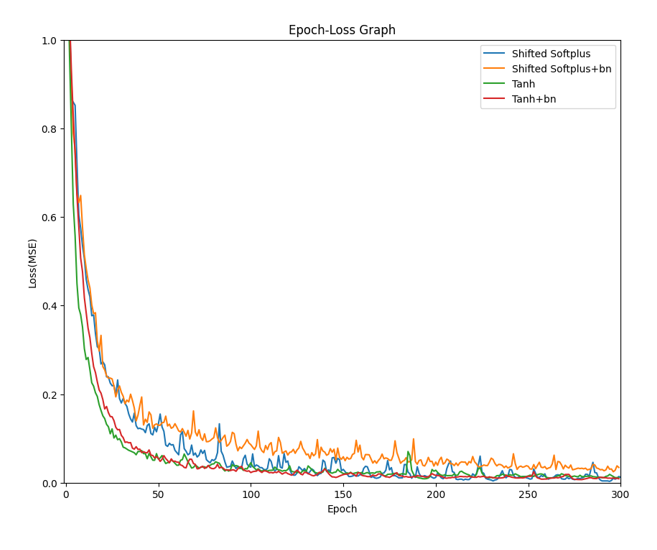 Epoch-Loss Graph
Shifted Softplus
Shifted Softplus+bn
Tanh
Tanh+bn
Loss(MSE)
1.0
0.8
0.6
0.4
0.2
0.0
0 50 100 150 200 250 300
Epoch